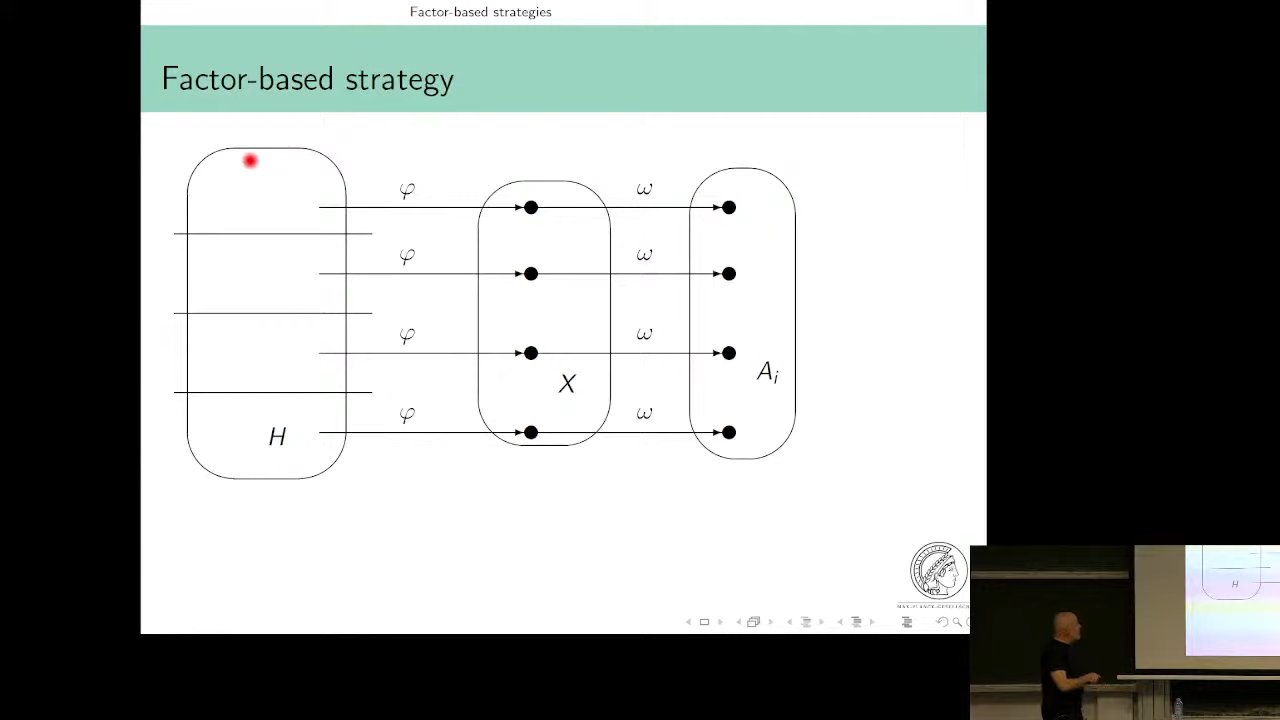 Factor-based strategies
Factor-based strategy
φ ω
φ ω
φ ω
X A_i
φ ω
H
H